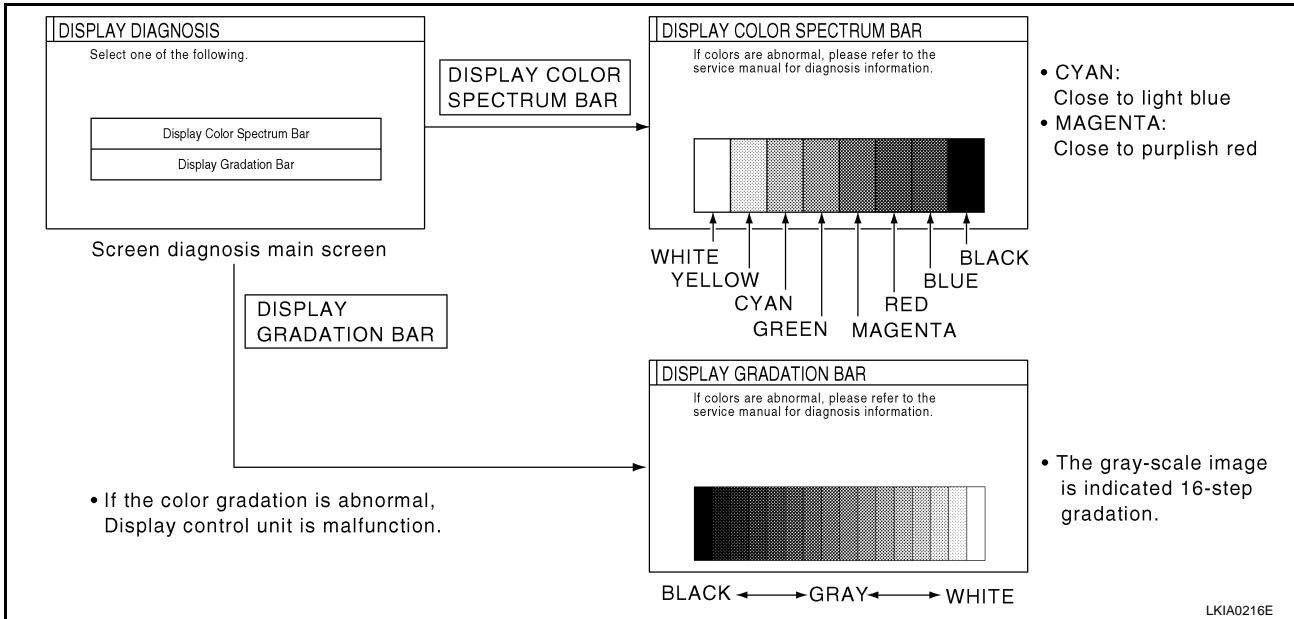 DISPLAY DIAGNOSIS
Select one of the following.
Display Color Spectrum Bar
Display Gradation Bar
Screen diagnosis main screen
DISPLAY COLOR
SPECTRUM BAR
DISPLAY COLOR SPECTRUM BAR
If colors are abnormal, please refer to the
service manual for diagnosis information.
WHITE
YELLOW
CYAN
GREEN
MAGENTA
RED
BLUE
BLACK
• CYAN:
Close to light blue
• MAGENTA:
Close to purplish red
DISPLAY
GRADATION BAR
• If the color gradation is abnormal,
Display control unit is malfunction.
DISPLAY GRADATION BAR
If colors are abnormal, please refer to the
service manual for diagnosis information.
BLACK GRAY WHITE
• The gray-scale image
is indicated 16-step
gradation.
LKIA0216E